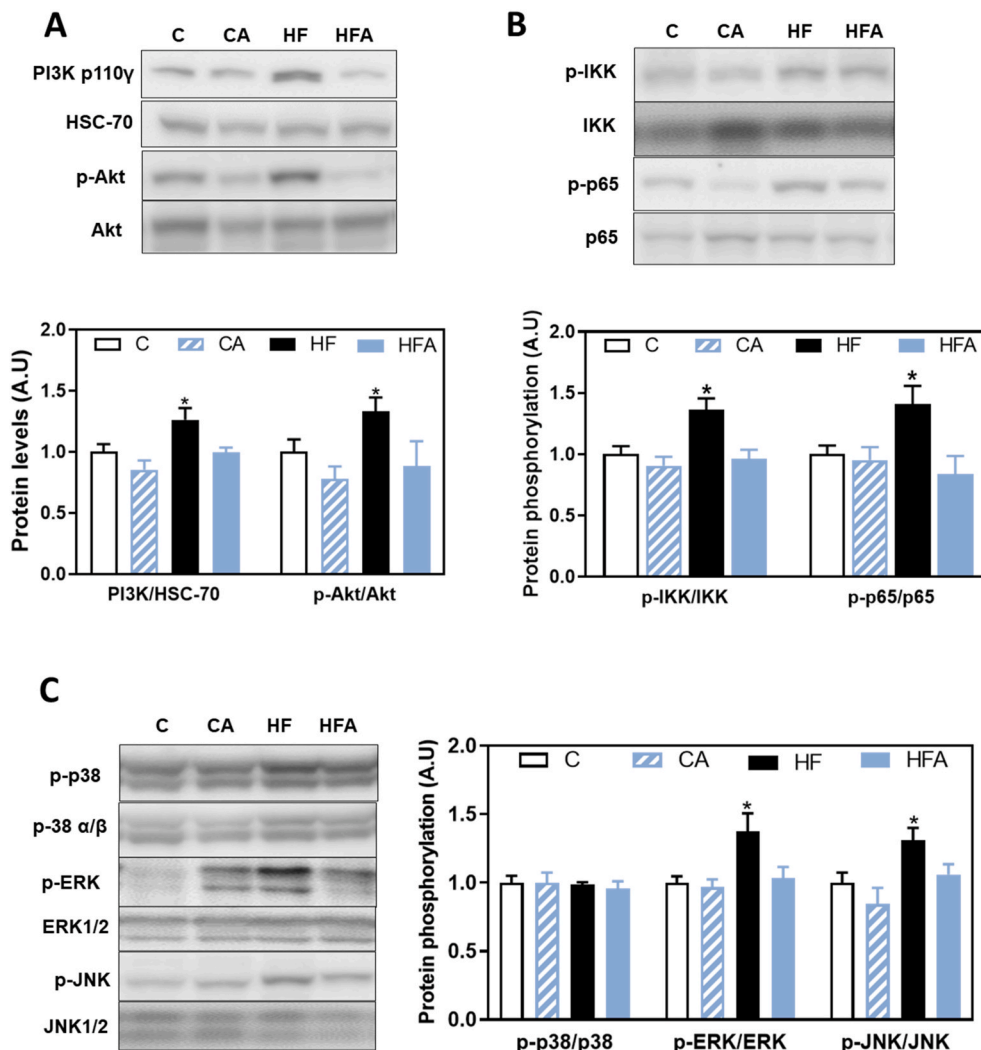 A
C CA HF HFA
PI3K p110γ
HSC-70
p-Akt
Akt
Protein levels (A.U)
2.0
1.5
1.0
0.5
0.0
C CA HF HFA
*
*
PI3K/HSC-70 p-Akt/Akt
B
C CA HF HFA
p-IKK
IKK
p-p65
p65
Protein phosphorylation (A.U)
2.0
1.5
1.0
0.5
0.0
C CA HF HFA
*
*
p-IKK/IKK p-p65/p65
C
C CA HF HFA
p-p38
p-38 α/β
p-ERK
ERK1/2
p-JNK
JNK1/2
Protein phosphorylation (A.U)
2.0
1.5
1.0
0.5
0.0
C CA HF HFA
*
*
p-p38/p38 p-ERK/ERK p-JNK/JNK